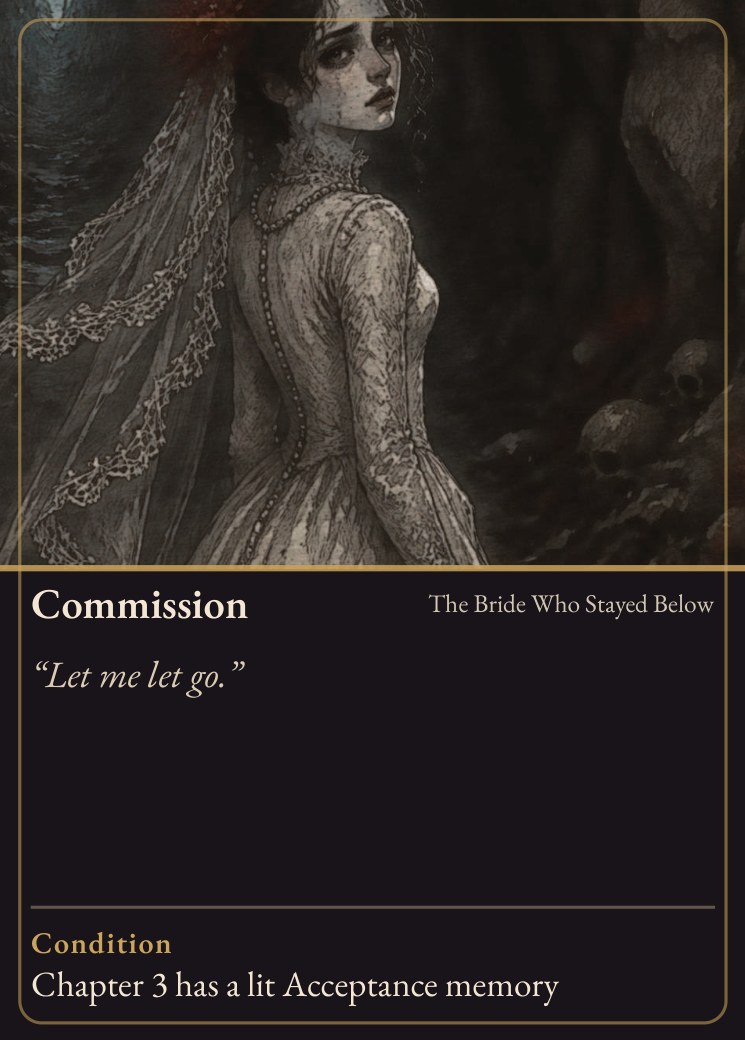 Commission
The Bride Who Stayed Below
“Let me let go.”
Condition
Chapter 3 has a lit Acceptance memory